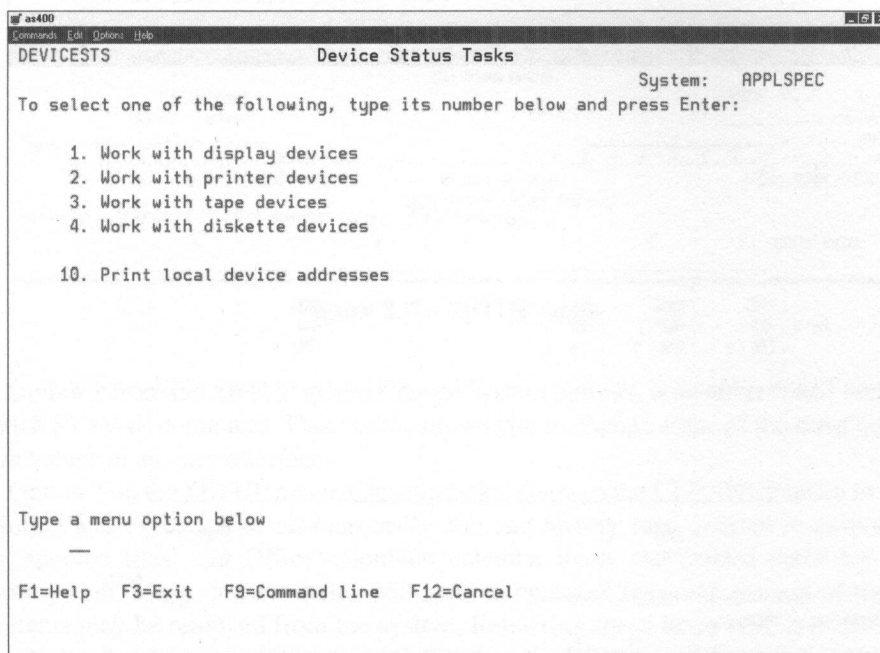 as400
Commands Edit Options Help
DEVICESTS Device Status Tasks
System: APPLSPEC
To select one of the following, type its number below and press Enter:
1. Work with display devices
2. Work with printer devices
3. Work with tape devices
4. Work with diskette devices
10. Print local device addresses
Type a menu option below
F1=Help F3=Exit F9=Command line F12=Cancel